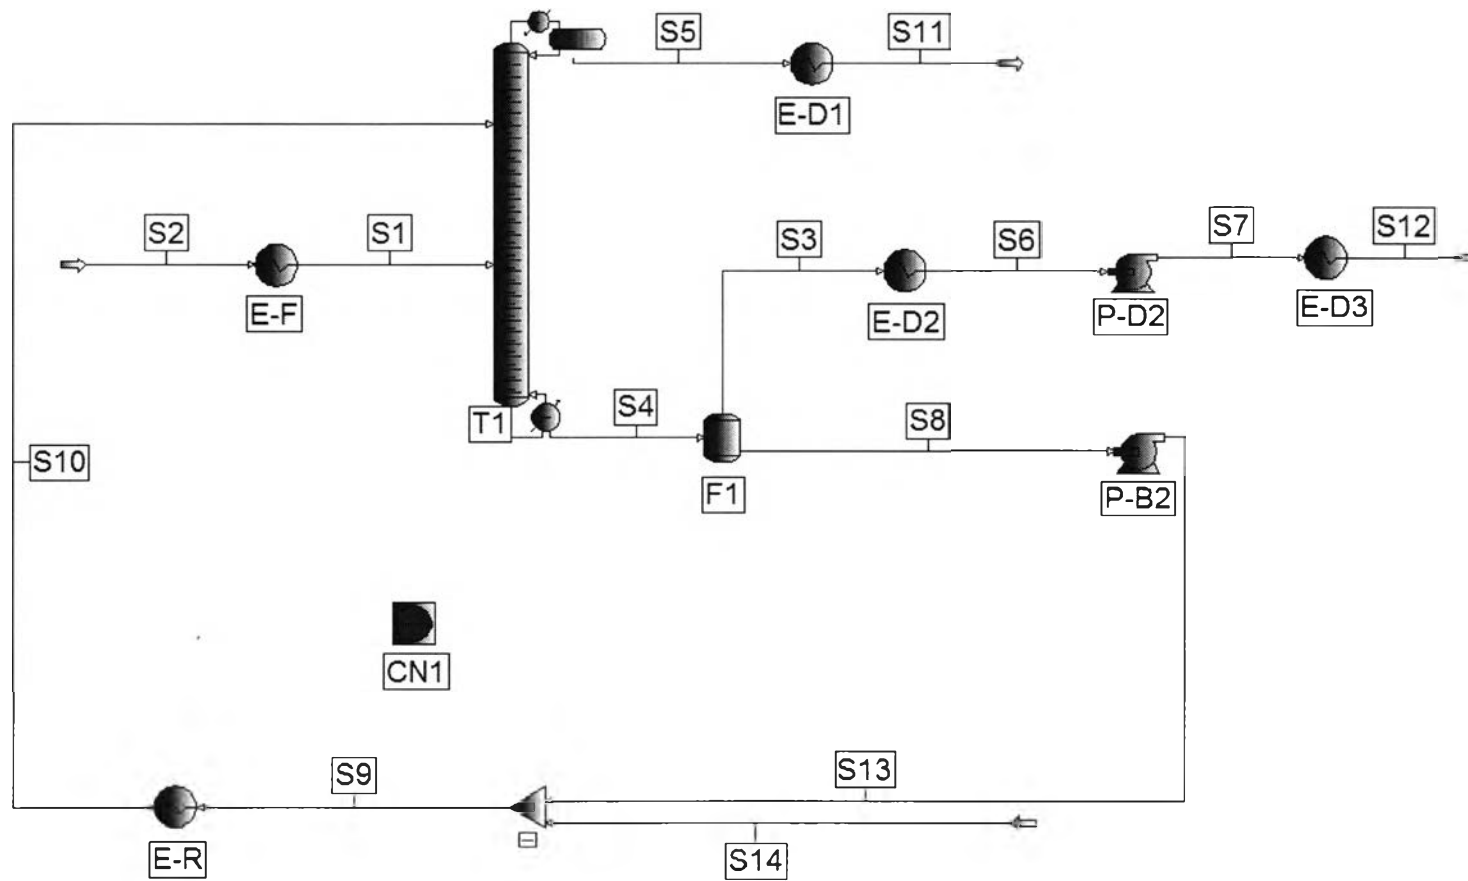 S5
S11
E-D1
S2
S1
S3
S6
S7
S12
E-F
E-D2
P-D2
E-D3
T1
S4
S8
S10
F1
P-B2
CN1
S9
S13
E-R
S14